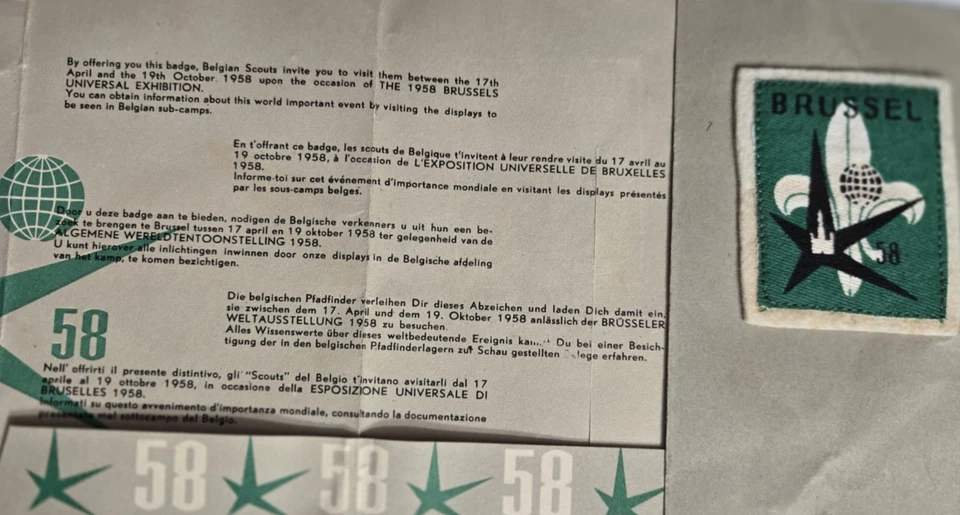 By offering you this badge, Belgian Scouts invite you to visit them between the 17th
April and the 19th October 1958 upon the occasion of THE 1958 BRUSSELS
UNIVERSAL EXHIBITION.
You can obtain information about this world important event by visiting the displays to
be seen in Belgian sub-camps.
En t'offrant ce badge, les scouts de Belgique t'invitent à leur rendre visite du 17 avril au
19 octobre 1958, à l'occasion de L'EXPOSITION UNIVERSELLE DE BRUXELLES
1958.
Informe-toi sur cet événement d'importance mondiale en visitant les displays présentés
par les sous-camps belges.
Door u deze badge aan te bieden, nodigen de Belgische verkenners u uit hun een be-
zoek te brengen te Brussel tussen 17 april en 19 oktober 1958 ter gelegenheid van de
ALGEMENE WERELDTENTOONSTELLING 1958.
U kunt hierover alle inlichtingen inwinnen door onze displays in de Belgische afdeling
van het kamp, te komen bezichtigen.
Die belgischen Pfadfinder verleihen Dir dieses Abzeichen und laden Dich damit ein,
sie zwischen dem 17. April und dem 19. Oktober 1958 anlässlich der BRÜSSELER
WELTAUSSTELLUNG 1958 zu besuchen.
Alles Wissenswerte über dieses weltbedeutende Ereignis Du bei einer Besich-
tigung der in den belgischen Pfadfinderlagern zur Schau gestellten erfahren.
58
Nell' offrirti il presente distintivo, gli "Scouts" del Belgio t'invitano avisitarli dal 17
aprile al 19 ottobre 1958, in occasione della ESPOSIZIONE UNIVERSALE DI
BRUSELLES 1958.
Informati su questo avvenimento d'importanza mondiale, consultando la documentazione
presentata nel sottocampo del Belgio.
58 58 58
BRUSSEL
58